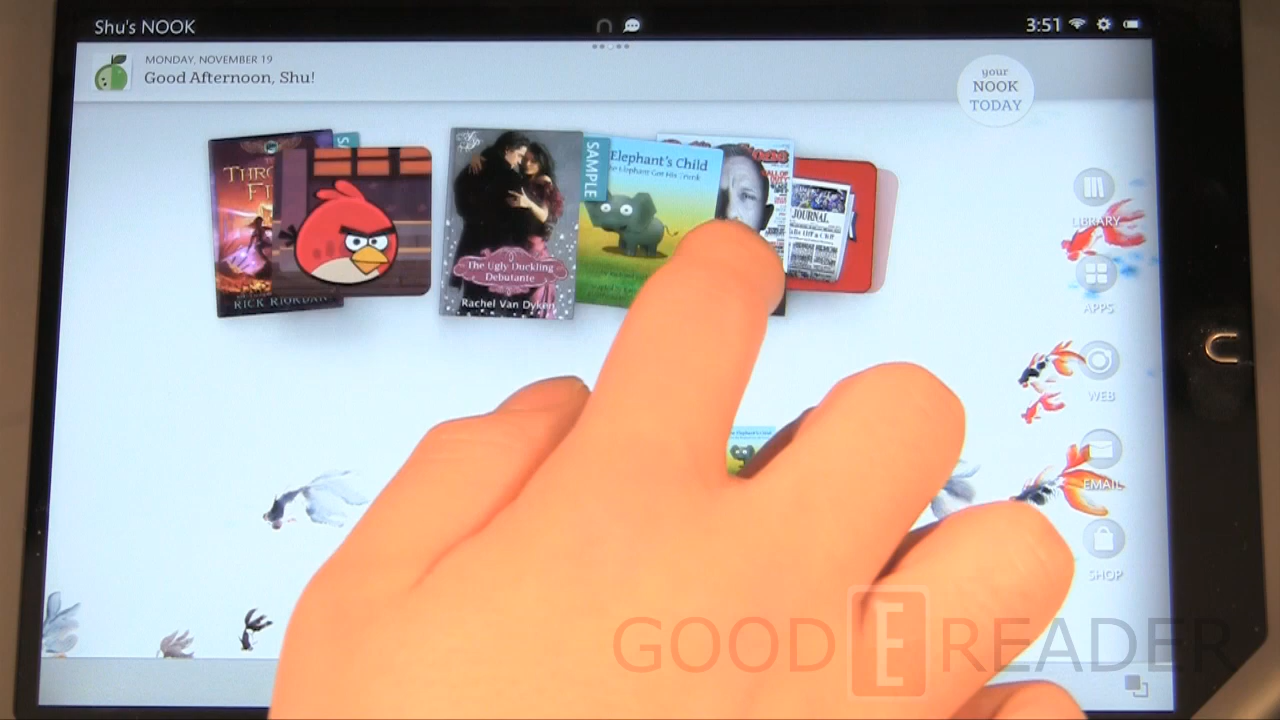 Shu's NOOK
3:51
MONDAY, NOVEMBER 19
Good Afternoon, Shu!
your
NOOK
TODAY
RICK RIORDAN
The Ugly Duckling
Debutante
Rachel Van Dyken
SAMPLE
Elephant's Child
JOURNAL
LIBRARY
APPS
WEB
EMAIL
SHOP
GOOD E READER